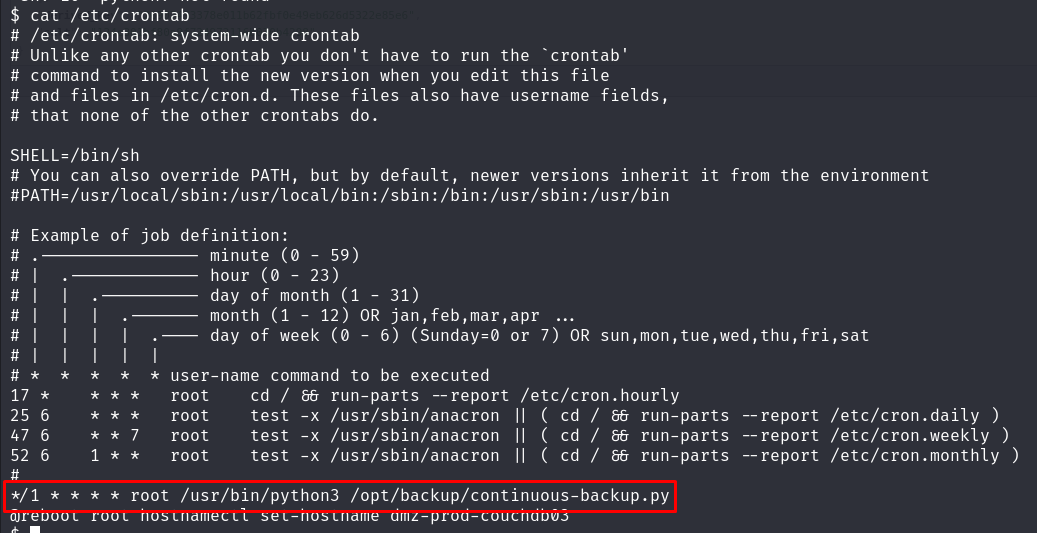 $ cat /etc/crontab
# /etc/crontab: system-wide crontab
# Unlike any other crontab you don't have to run the `crontab'
# command to install the new version when you edit this file
# and files in /etc/cron.d. These files also have username fields,
# that none of the other crontabs do.
SHELL=/bin/sh
# You can also override PATH, but by default, newer versions inherit it from the environment
#PATH=/usr/local/sbin:/usr/local/bin:/sbin:/bin:/usr/sbin:/usr/bin
# Example of job definition:
# .---------------- minute (0 - 59)
# |  .------------- hour (0 - 23)
# |  |  .---------- day of month (1 - 31)
# |  |  |  .------- month (1 - 12) OR jan,feb,mar,apr ...
# |  |  |  |  .---- day of week (0 - 6) (Sunday=0 or 7) OR sun,mon,tue,wed,thu,fri,sat
# |  |  |  |  |
# *  *  *  *  * user-name command to be executed
17 *    * * *   root    cd / && run-parts --report /etc/cron.hourly
25 6    * * *   root    test -x /usr/sbin/anacron || ( cd / && run-parts --report /etc/cron.daily )
47 6    * * 7   root    test -x /usr/sbin/anacron || ( cd / && run-parts --report /etc/cron.weekly )
52 6    1 * *   root    test -x /usr/sbin/anacron || ( cd / && run-parts --report /etc/cron.monthly )
#
*/1 * * * * root /usr/bin/python3 /opt/backup/continuous-backup.py
@reboot root hostnamectl set-hostname dmz-prod-couchdb03
$